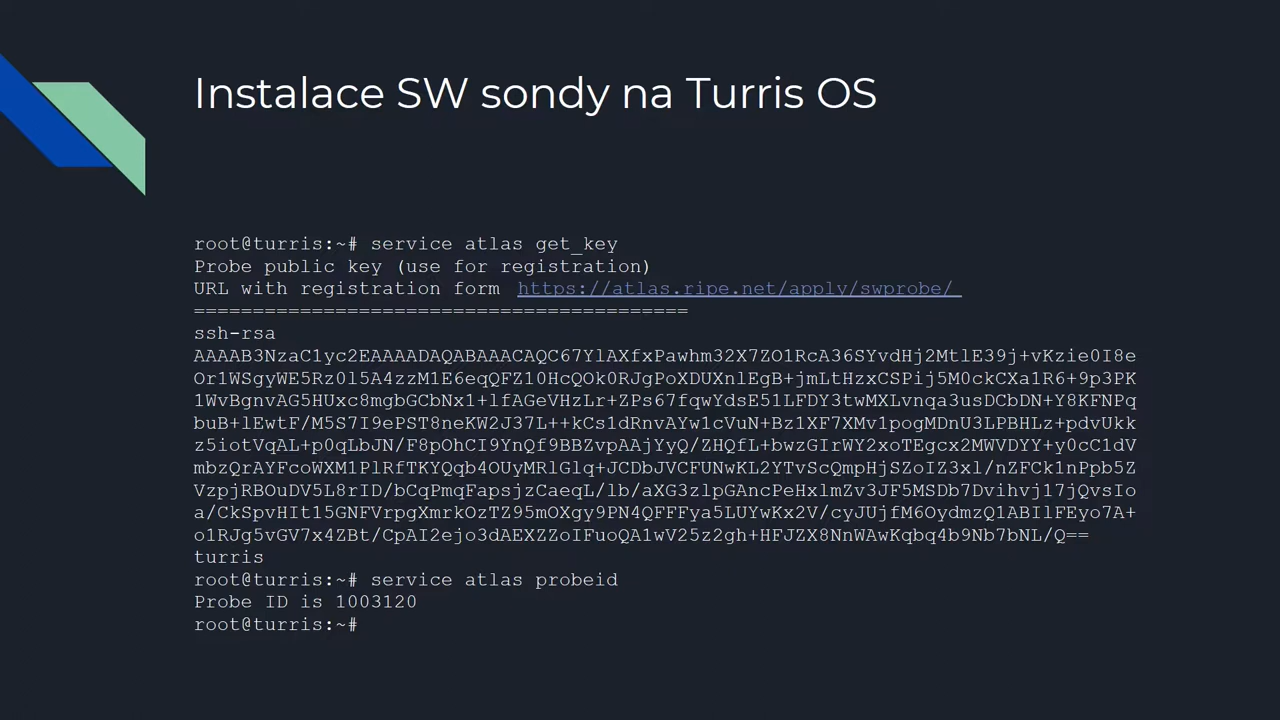 Instalace SW sondy na Turris OS
root@turris:~# service atlas get_key
Probe public key (use for registration)
URL with registration form https://atlas.ripe.net/apply/swprobe/
==========================================
ssh-rsa
AAAAB3NzaC1yc2EAAAADAQABAAACAQC67YlAXfxPawhm32X7ZO1RcA36SYvdHj2MtlE39j+vKzie0I8e
Or1WSgyWE5Rz0l5A4zzM1E6eqQFZ10HcQOk0RJgPoXDUXnlEgB+jmLtHzxCSPij5M0ckCXa1R6+9p3PK
1WvBgnvAG5HUxc8mgbGCbNx1+lfAGeVHzLr+ZPs67fqwYdsE51LFDY3twMXLvnqa3usDCbDN+Y8KFNPq
buB+lEwtF/M5S7I9ePST8neKW2J37L++kCs1dRnvAYw1cVuN+Bz1XF7XMv1pogMDnU3LPBHLz+pdvUkk
z5iotVqAL+p0qLbJN/F8pOhCI9YnQf9BBZvpAAjYyQ/ZHQfL+bwzGIrWY2xoTEgcx2MWVDYY+y0cC1dV
mbzQrAYFcoWXM1PlRfTKYQqb4OUyMRlGlq+JCDbJVCFUNwKL2YTvScQmpHjSZoIZ3xl/nZFCk1nPpb5Z
VzpjRBOuDV5L8rID/bCqPmqFapsjzCaeqL/lb/aXG3zlpGAncPeHxlmZv3JF5MSDb7Dvihvj17jQvsIo
a/CkSpvHIt15GNFVrpgXmrkOzTZ95mOXgy9PN4QFFFya5LUYwKx2V/cyJUjfM6OydmzQ1ABIlFEyo7A+
o1RJg5vGV7x4ZBt/CpAI2ejo3dAEXZZoIFuoQA1wV25z2gh+HFJZX8NnWAwKqbq4b9Nb7bNL/Q==
turris
root@turris:~# service atlas probeid
Probe ID is 1003120
root@turris:~#